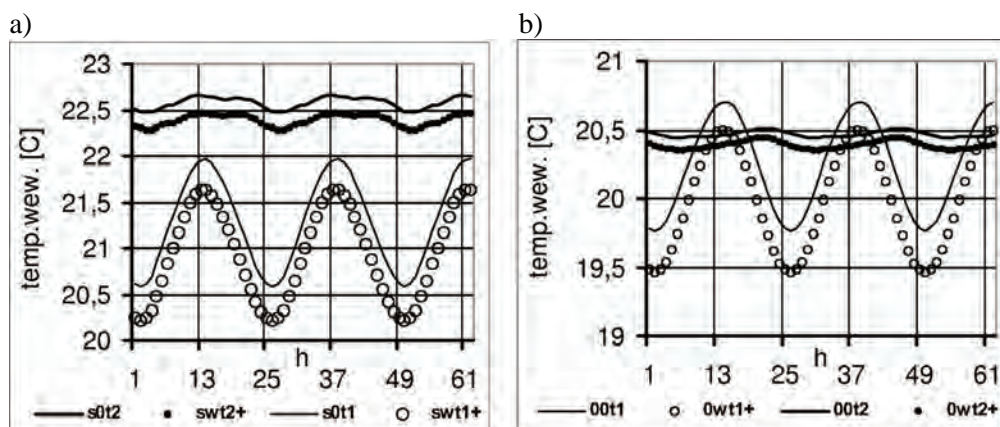 a)
23
22,5
22
21,5
21
20,5
20
temp.wew. [C]
h
1 13 25 37 49 61
s0t2 swt2+ s0t1 swt1+
b)
21
20,5
20
19,5
19
temp.wew. [C]
h
1 13 25 37 49 61
00t1 0wt1+ 00t2 0wt2+